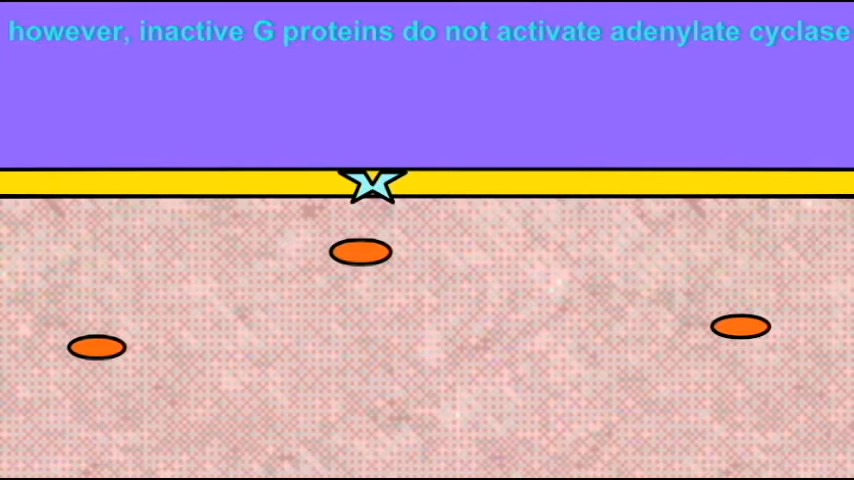 however, inactive G proteins do not activate adenylate cyclase